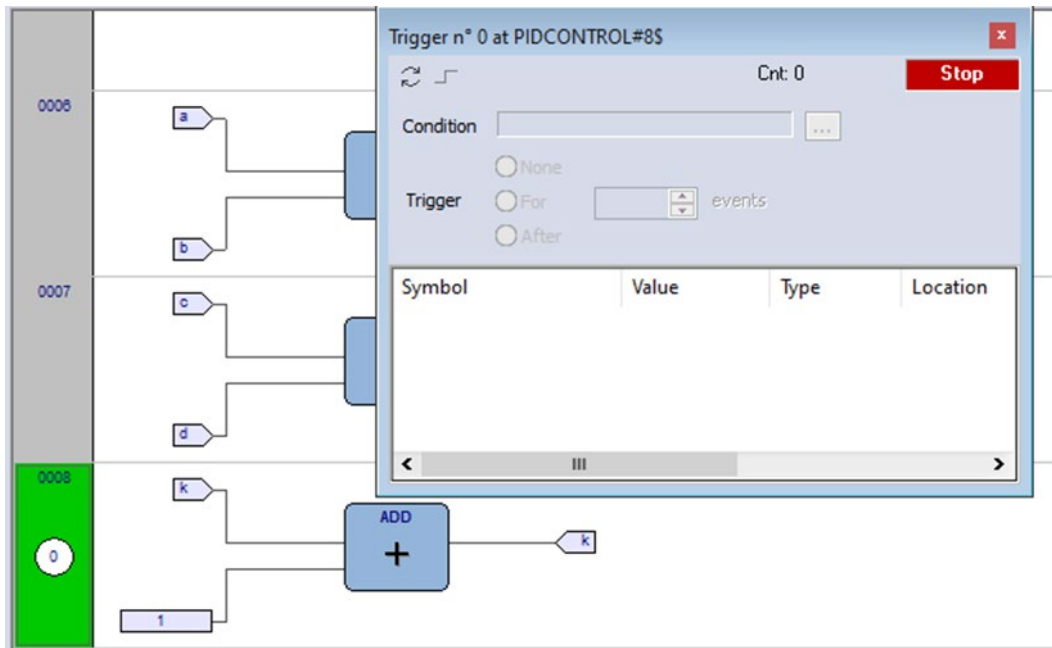 Trigger n° 0 at PIDCONTROL#8$
x
Cnt: 0
Stop
Condition
...
None
Trigger
For
events
After
Symbol Value Type Location
0006
a
b
0007
c
d
0008
k
ADD
+
k
0
1